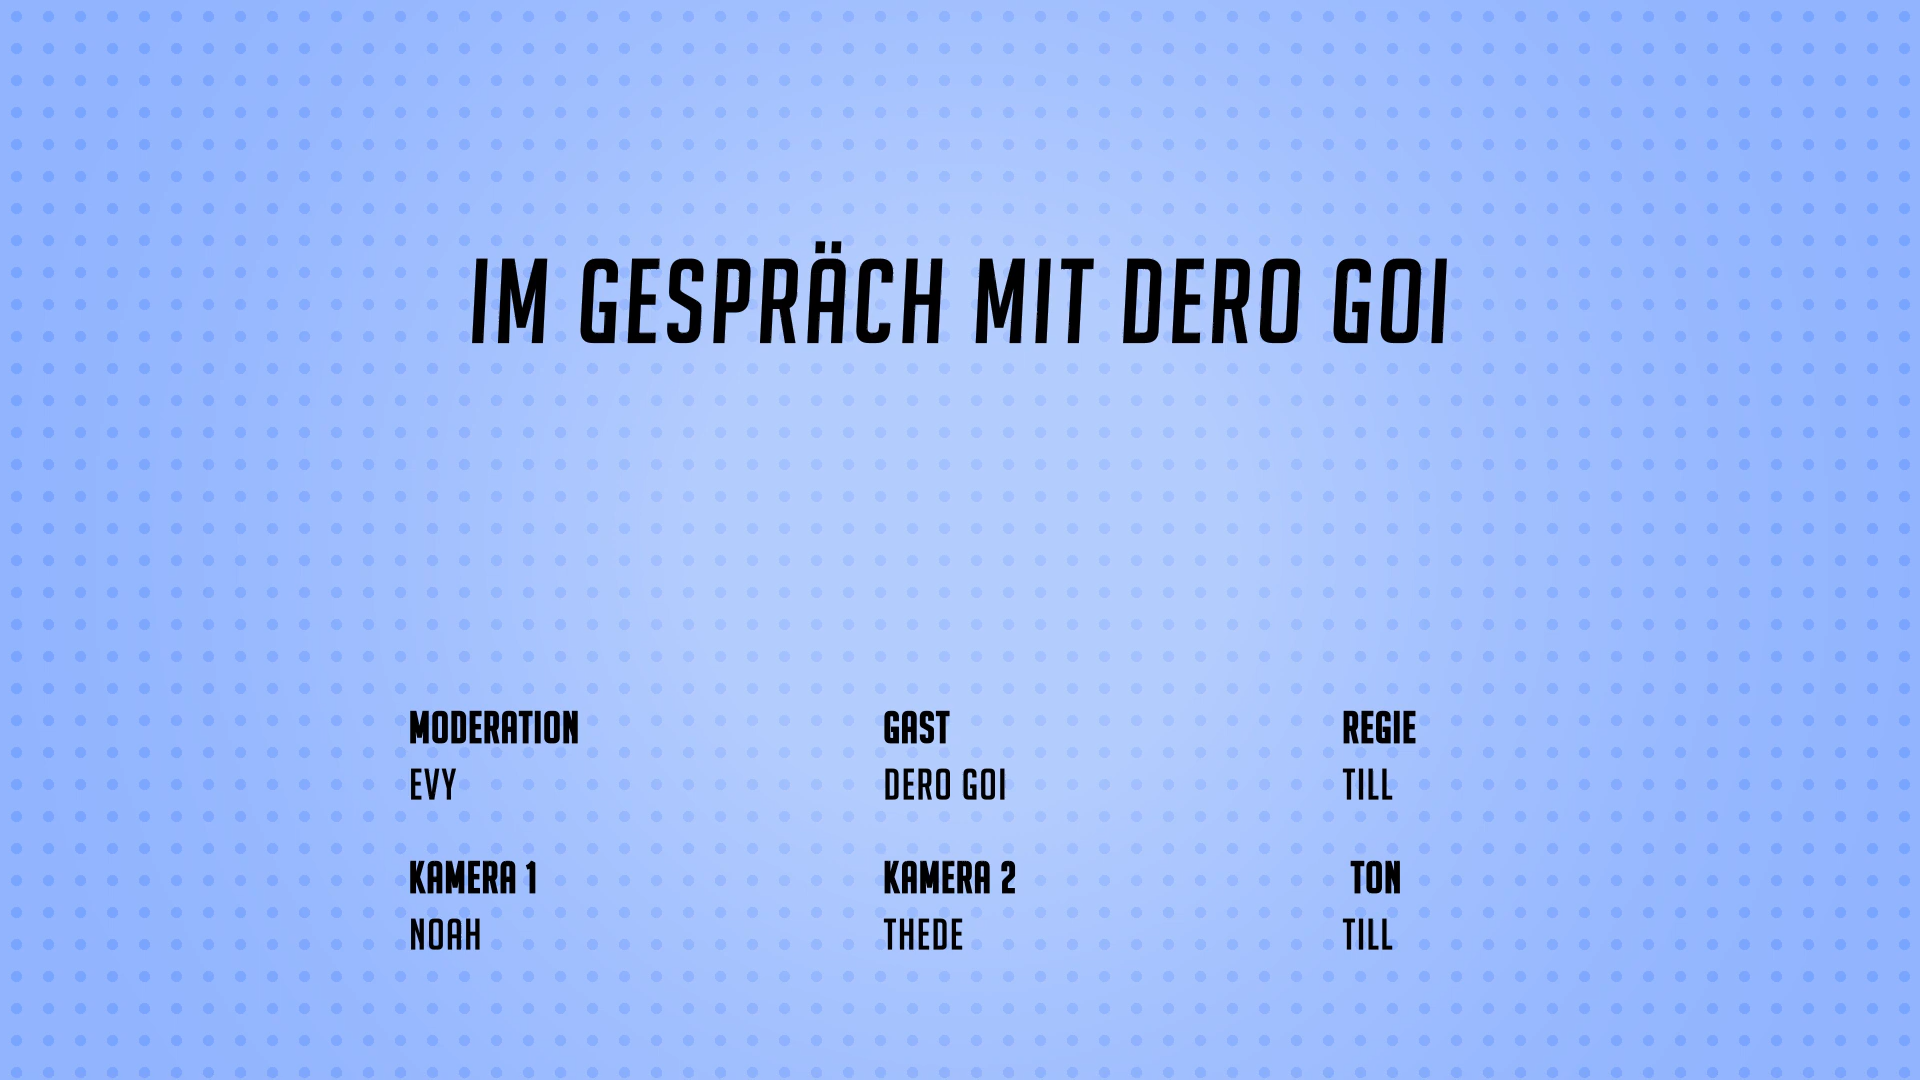 IM GESPRÄCH MIT DERO GOI
MODERATION
EVY
GAST
DERO GOI
REGIE
TILL
KAMERA 1
NOAH
KAMERA 2
THEDE
TON
TILL